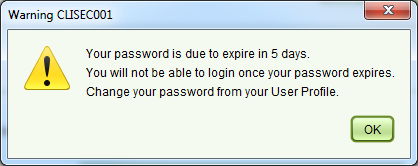 Warning CLISEC001
Your password is due to expire in 5 days.
You will not be able to login once your password expires.
Change your password from your User Profile.
OK